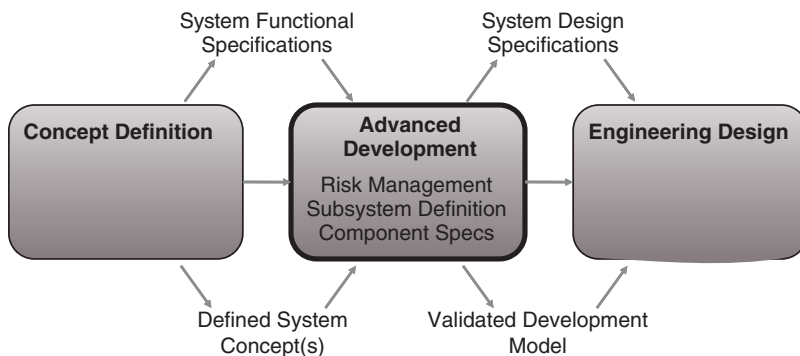 System Functional
Specifications
System Design
Specifications
Concept Definition
Advanced
Development
Risk Management
Subsystem Definition
Component Specs
Engineering Design
Defined System
Concept(s)
Validated Development
Model